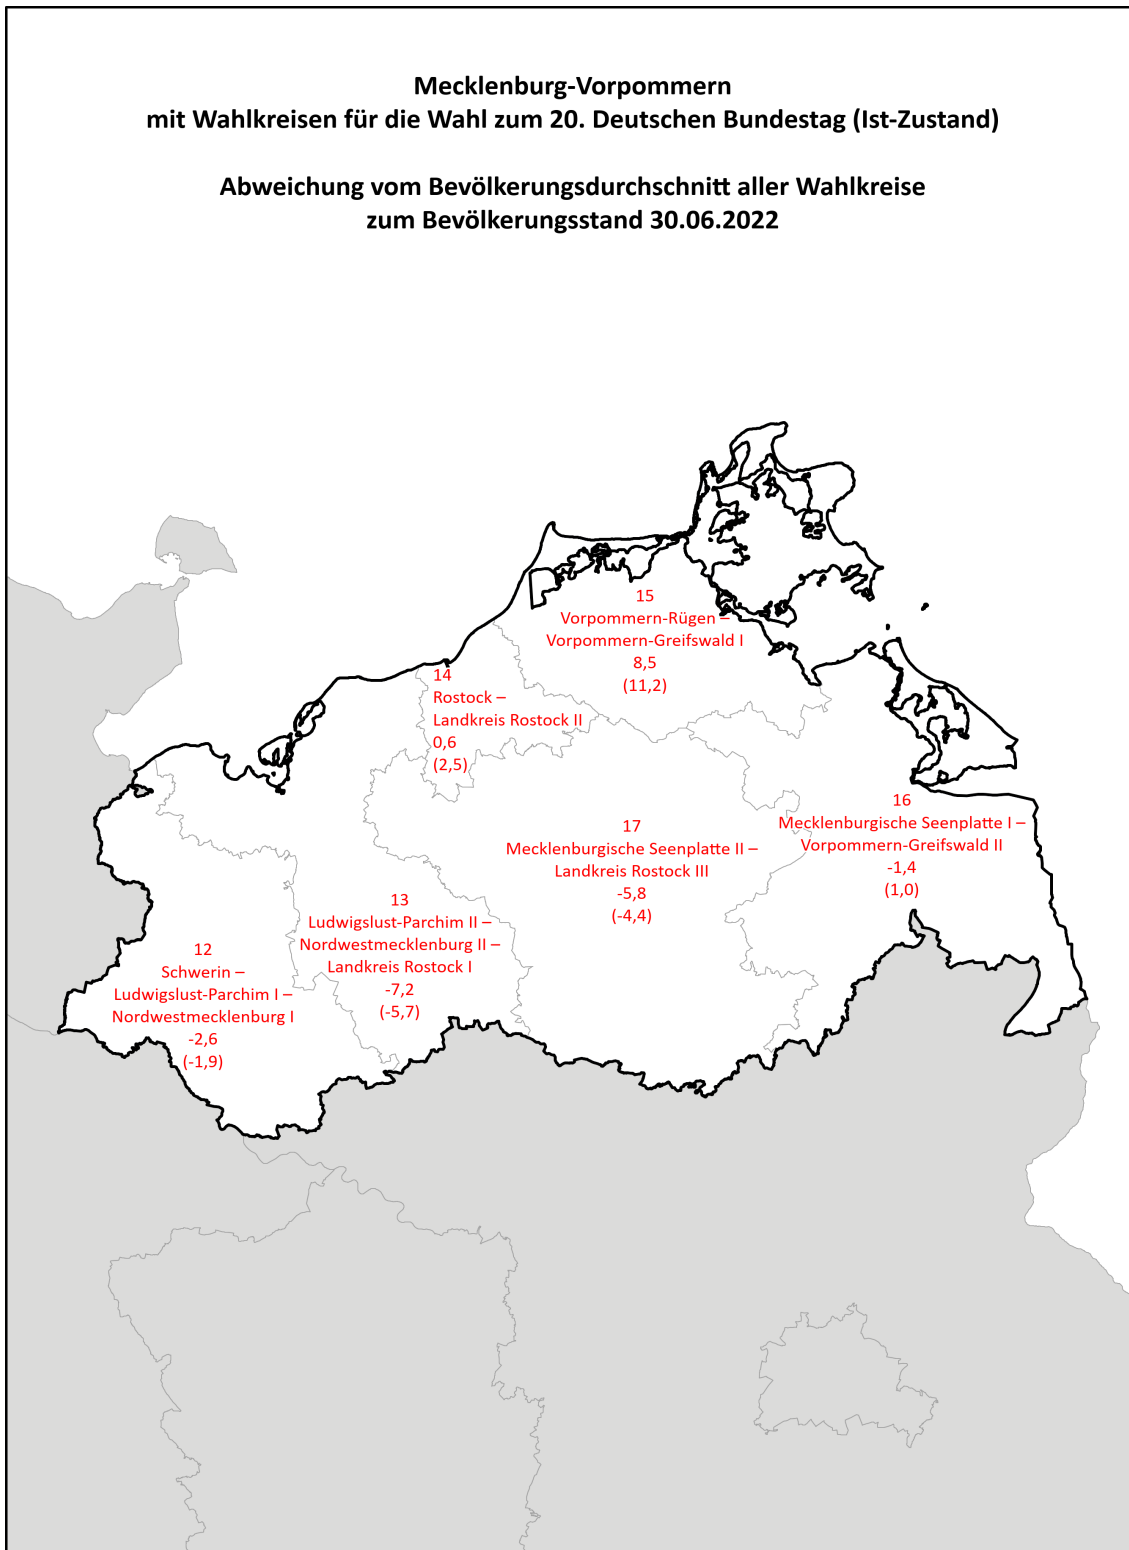 Mecklenburg-Vorpommern
mit Wahlkreisen für die Wahl zum 20. Deutschen Bundestag (Ist-Zustand)
Abweichung vom Bevölkerungsdurchschnitt aller Wahlkreise
zum Bevölkerungsstand 30.06.2022
15
Vorpommern-Rügen –
Vorpommern-Greifswald I
8,5
(11,2)
14
Rostock –
Landkreis Rostock II
0,6
(2,5)
16
Mecklenburgische Seenplatte I –
Vorpommern-Greifswald II
-1,4
(1,0)
17
Mecklenburgische Seenplatte II –
Landkreis Rostock III
-5,8
(-4,4)
13
Ludwigslust-Parchim II –
Nordwestmecklenburg II –
Landkreis Rostock I
-7,2
(-5,7)
12
Schwerin –
Ludwigslust-Parchim I –
Nordwestmecklenburg I
-2,6
(-1,9)